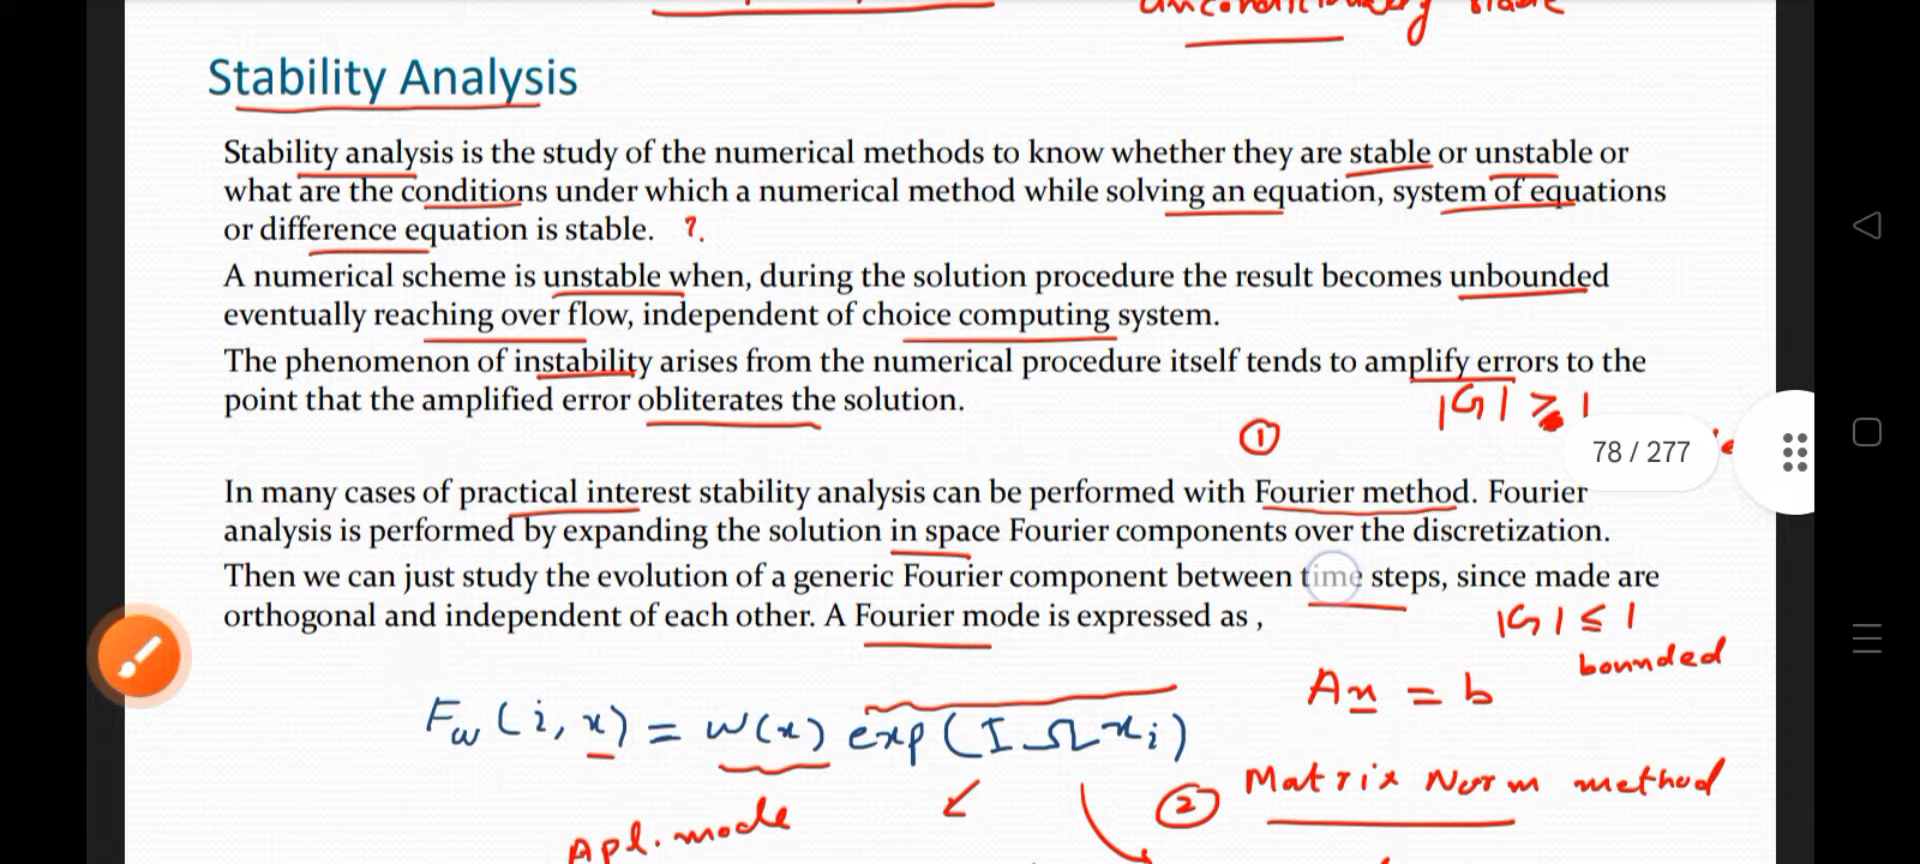 Stability Analysis
Stability analysis is the study of the numerical methods to know whether they are stable or unstable or
what are the conditions under which a numerical method while solving an equation, system of equations
or difference equation is stable. ?.
A numerical scheme is unstable when, during the solution procedure the result becomes unbounded
eventually reaching over flow, independent of choice computing system.
The phenomenon of instability arises from the numerical procedure itself tends to amplify errors to the
point that the amplified error obliterates the solution.
|G| ≥ 1
①
78 / 277
In many cases of practical interest stability analysis can be performed with Fourier method. Fourier
analysis is performed by expanding the solution in space Fourier components over the discretization.
Then we can just study the evolution of a generic Fourier component between time steps, since made are
orthogonal and independent of each other. A Fourier mode is expressed as ,
|G| ≤ 1
bounded
Ax = b
Fω(i, x) = w(x) exp(I Ω xi)
② Matrix Norm method
Apl. mode